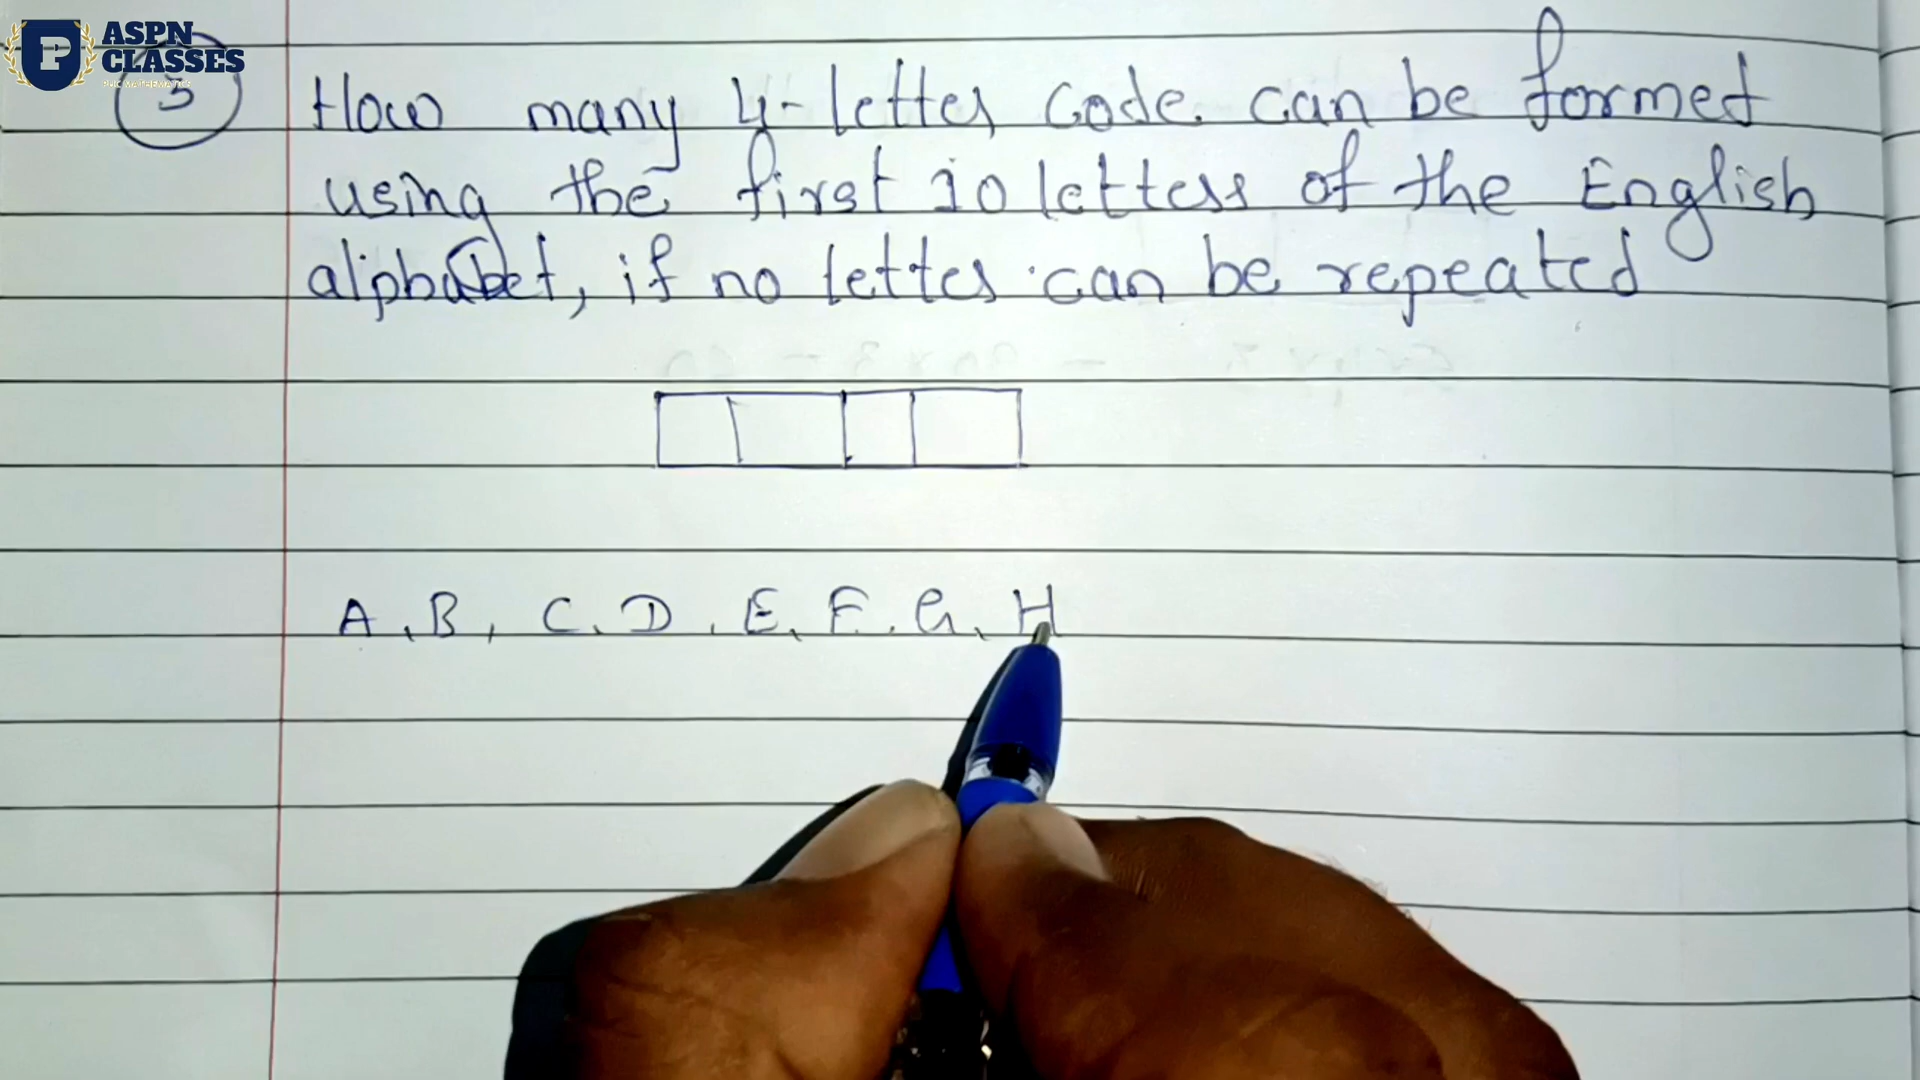 ASPN
CLASSES
3
How many 4-letter code can be formed
using the first 10 letters of the English
alphabet, if no letter can be repeated
A, B, C, D, E, F, G, H